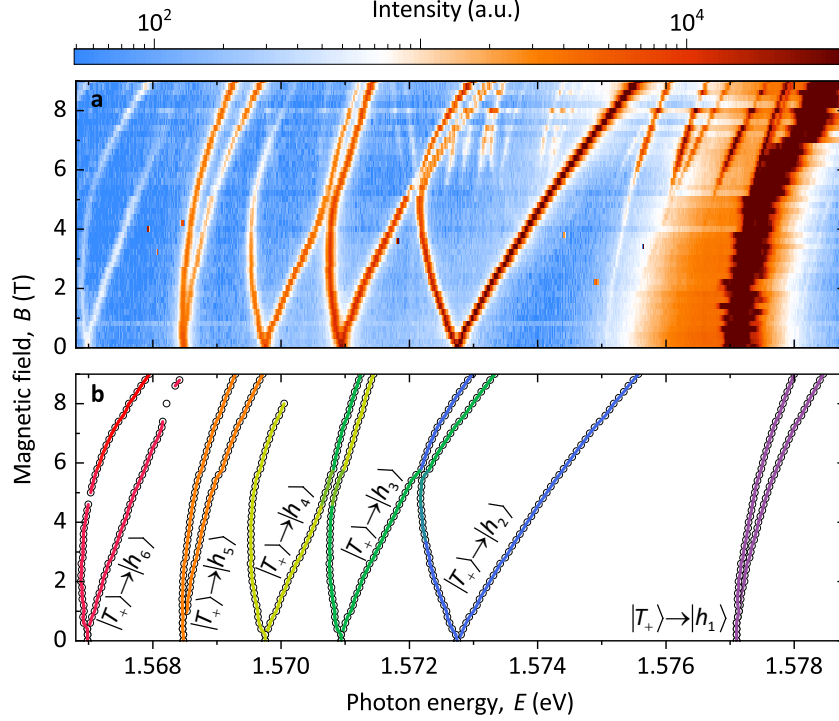 Intensity (a.u.)
10²
10⁴
a
8
6
4
2
0
Magnetic field, B (T)
b
8
6
4
2
0
|T₊⟩→|h₆⟩
|T₊⟩→|h₅⟩
|T₊⟩→|h₄⟩
|T₊⟩→|h₃⟩
|T₊⟩→|h₂⟩
|T₊⟩→|h₁⟩
1.568 1.570 1.572 1.574 1.576 1.578
Photon energy, E (eV)